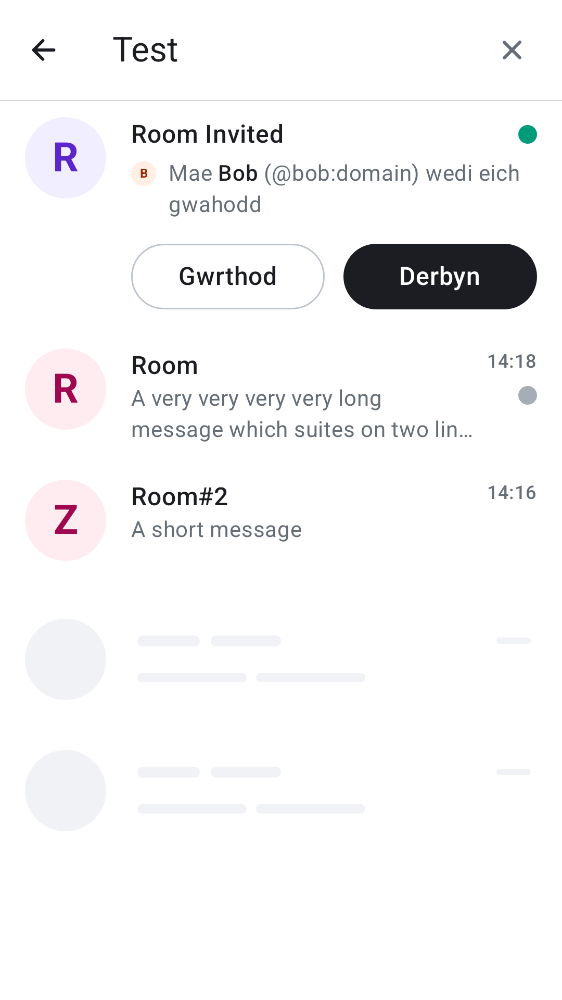 Test
R
Room Invited
B
Mae Bob (@bob:domain) wedi eich
gwahodd
Gwrthod
Derbyn
R
Room
14:18
A very very very very long
message which suites on two lin…
Z
Room#2
14:16
A short message